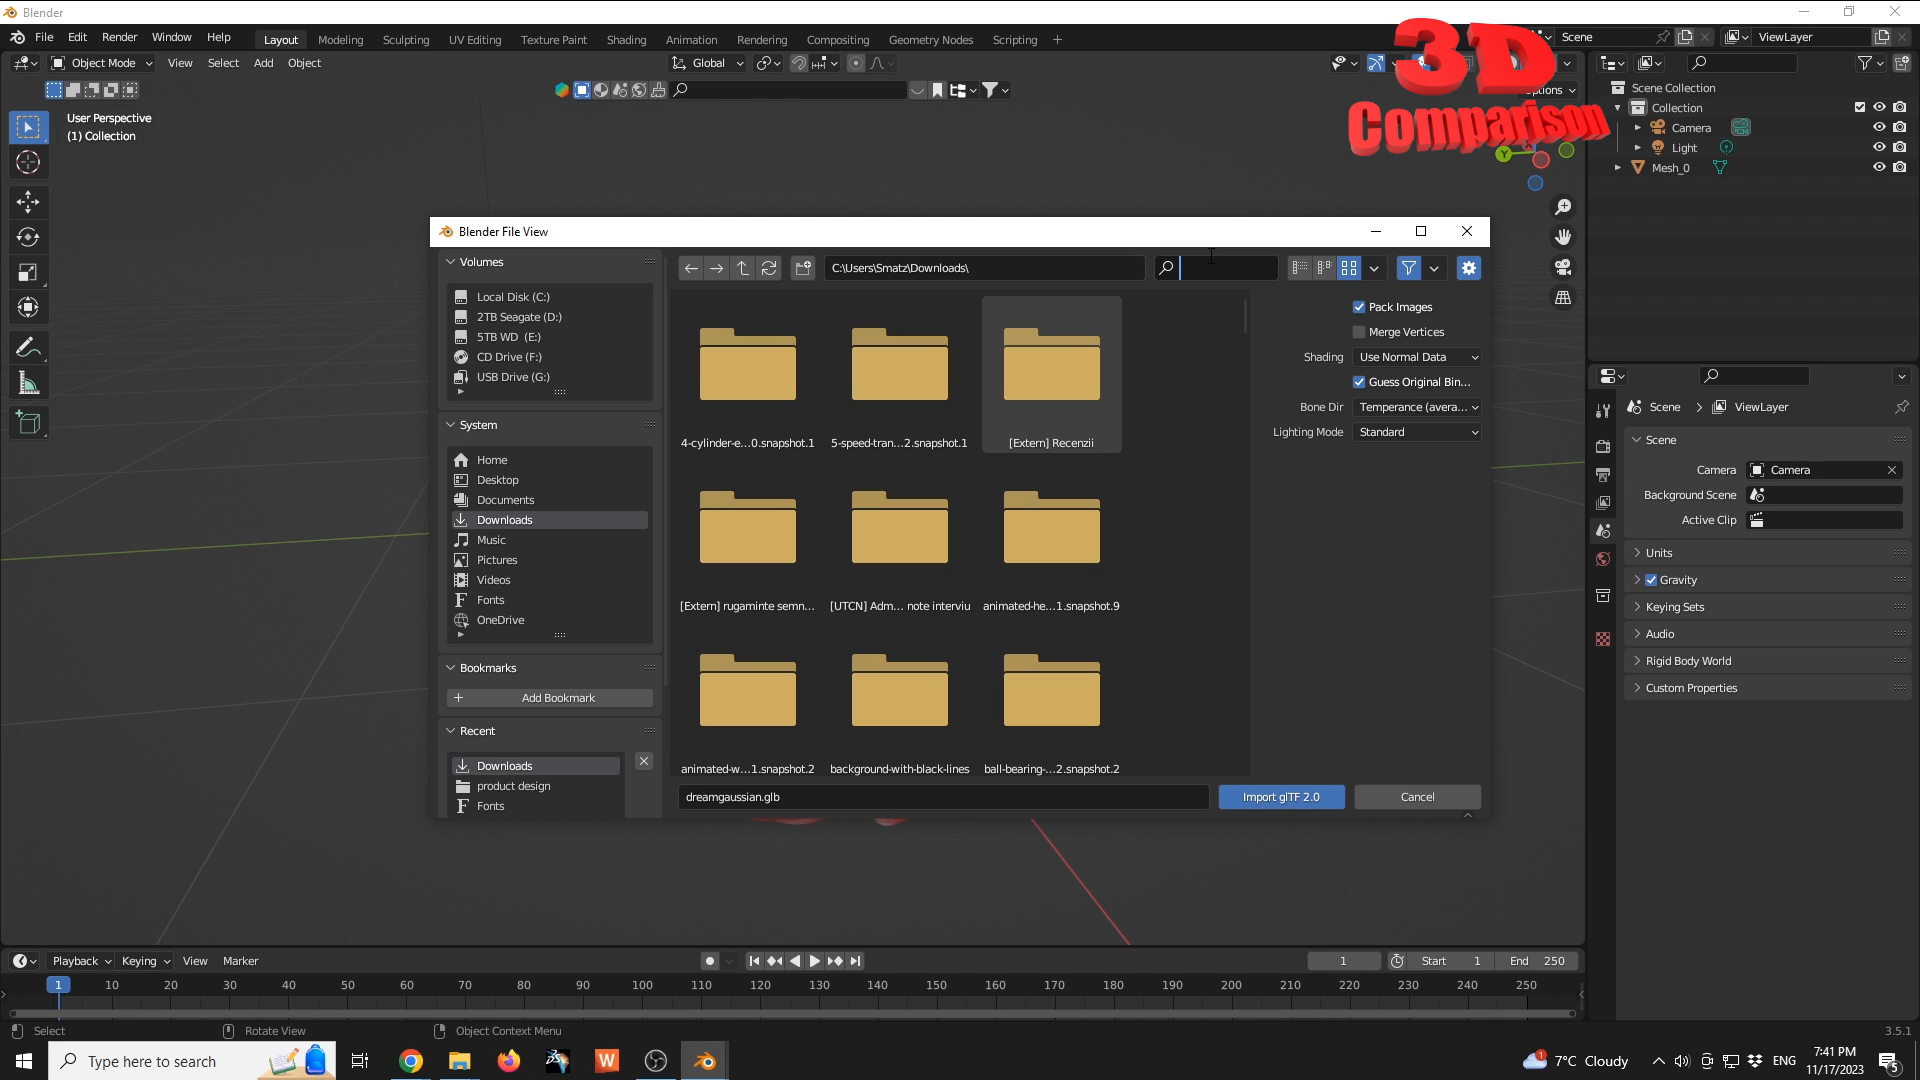 Blender
File Edit Render Window Help Layout Modeling Sculpting UV Editing Texture Paint Shading Animation Rendering Compositing Geometry Nodes Scripting + Scene ViewLayer
Object Mode View Select Add Object Global
3D
Comparison
User Perspective
(1) Collection
Y
Scene Collection
Collection
Camera
Light
Mesh_0
Blender File View
Volumes
Local Disk (C:)
2TB Seagate (D:)
5TB WD (E:)
CD Drive (F:)
USB Drive (G:)
System
Home
Desktop
Documents
Downloads
Music
Pictures
Videos
Fonts
OneDrive
Bookmarks
Add Bookmark
Recent
Downloads
product design
Fonts
C:\Users\Smatz\Downloads\
4-cylinder-e...0.snapshot.1 5-speed-tran...2.snapshot.1 [Extern] Recenzii
[Extern] rugaminte semn... [UTCN] Adm... note interviu animated-he...1.snapshot.9
animated-w...1.snapshot.2 background-with-black-lines ball-bearing-...2.snapshot.2
dreamgaussian.glb Import glTF 2.0 Cancel
Pack Images
Merge Vertices
Shading Use Normal Data
Guess Original Bin...
Bone Dir Temperance (avera...
Lighting Mode Standard
Scene ViewLayer
Scene
Camera Camera
Background Scene
Active Clip
Units
Gravity
Keying Sets
Audio
Rigid Body World
Custom Properties
Playback Keying View Marker 1 Start 1 End 250
1 10 20 30 40 50 60 70 80 90 100 110 120 130 140 150 160 170 180 190 200 210 220 230 240 250
Select Rotate View Object Context Menu 3.5.1
Type here to search 7°C Cloudy ENG 7:41 PM
11/17/2023
5